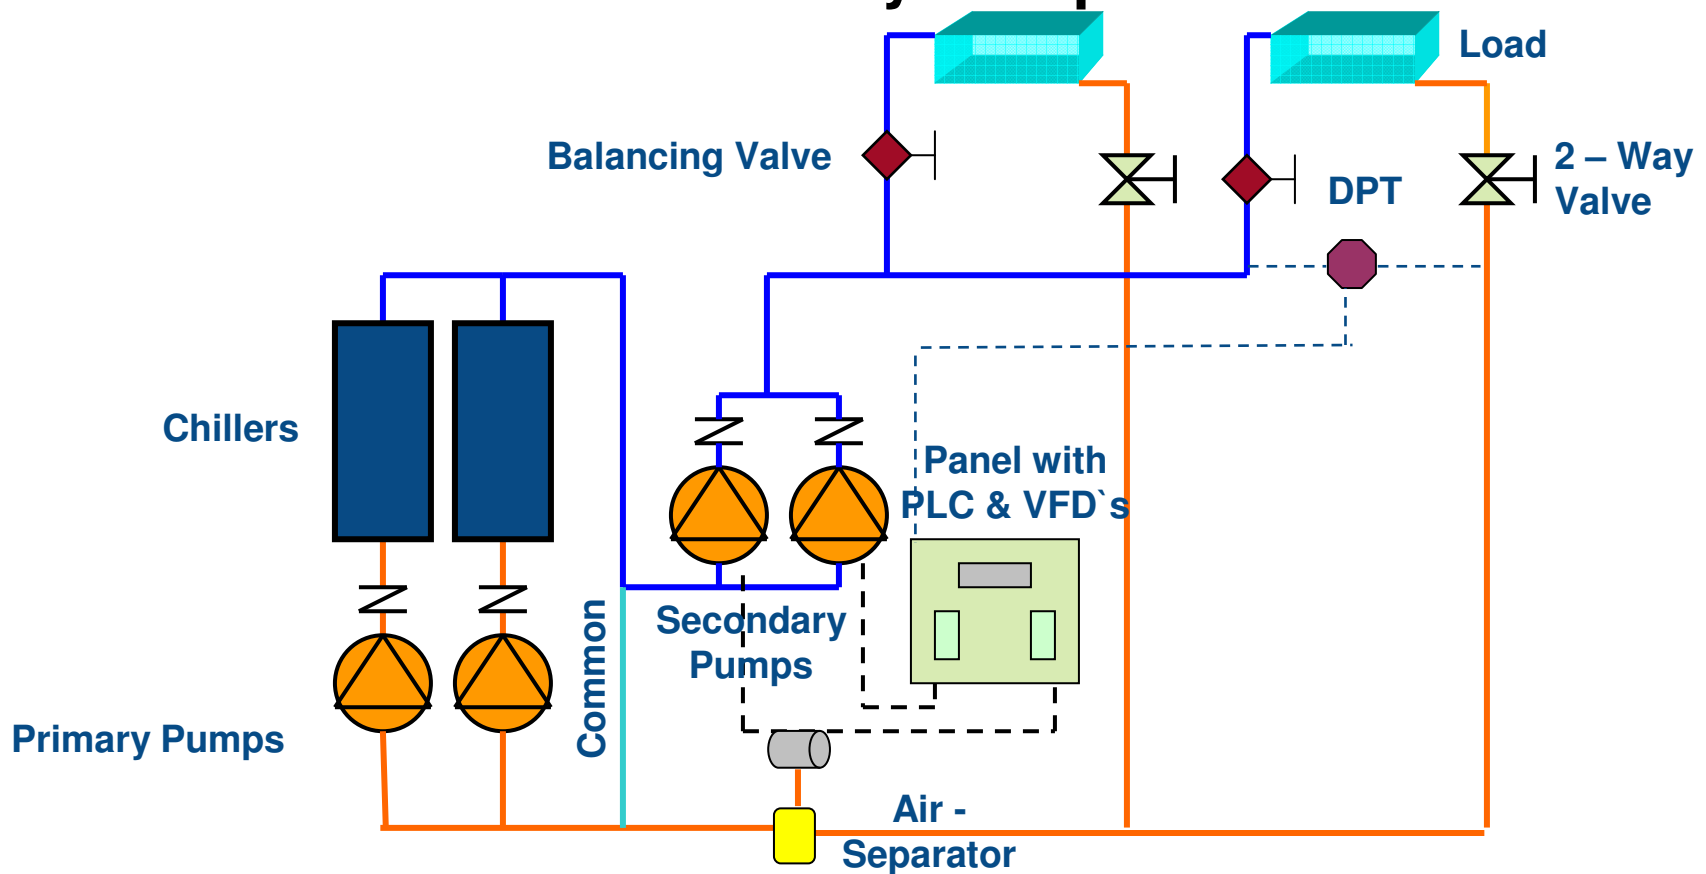 Load
Balancing Valve
2 – Way
Valve
DPT
Chillers
Panel with
PLC & VFD`s
Secondary
Pumps
Common
Primary Pumps
Air -
Separator